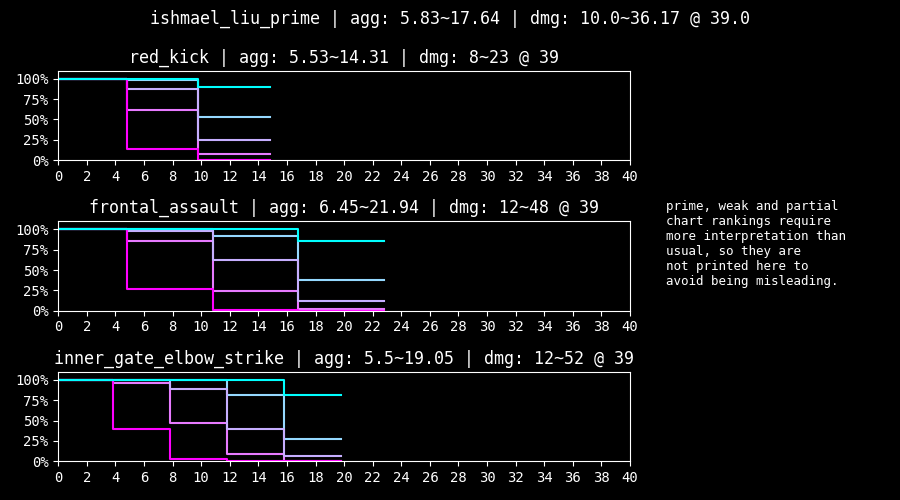 ishmael_liu_prime | agg: 5.83~17.64 | dmg: 10.0~36.17 @ 39.0
red_kick | agg: 5.53~14.31 | dmg: 8~23 @ 39
100%
75%
50%
25%
0%
0 2 4 6 8 10 12 14 16 18 20 22 24 26 28 30 32 34 36 38 40
frontal_assault | agg: 6.45~21.94 | dmg: 12~48 @ 39
100%
75%
50%
25%
0%
0 2 4 6 8 10 12 14 16 18 20 22 24 26 28 30 32 34 36 38 40
prime, weak and partial
chart rankings require
more interpretation than
usual, so they are
not printed here to
avoid being misleading.
inner_gate_elbow_strike | agg: 5.5~19.05 | dmg: 12~52 @ 39
100%
75%
50%
25%
0%
0 2 4 6 8 10 12 14 16 18 20 22 24 26 28 30 32 34 36 38 40